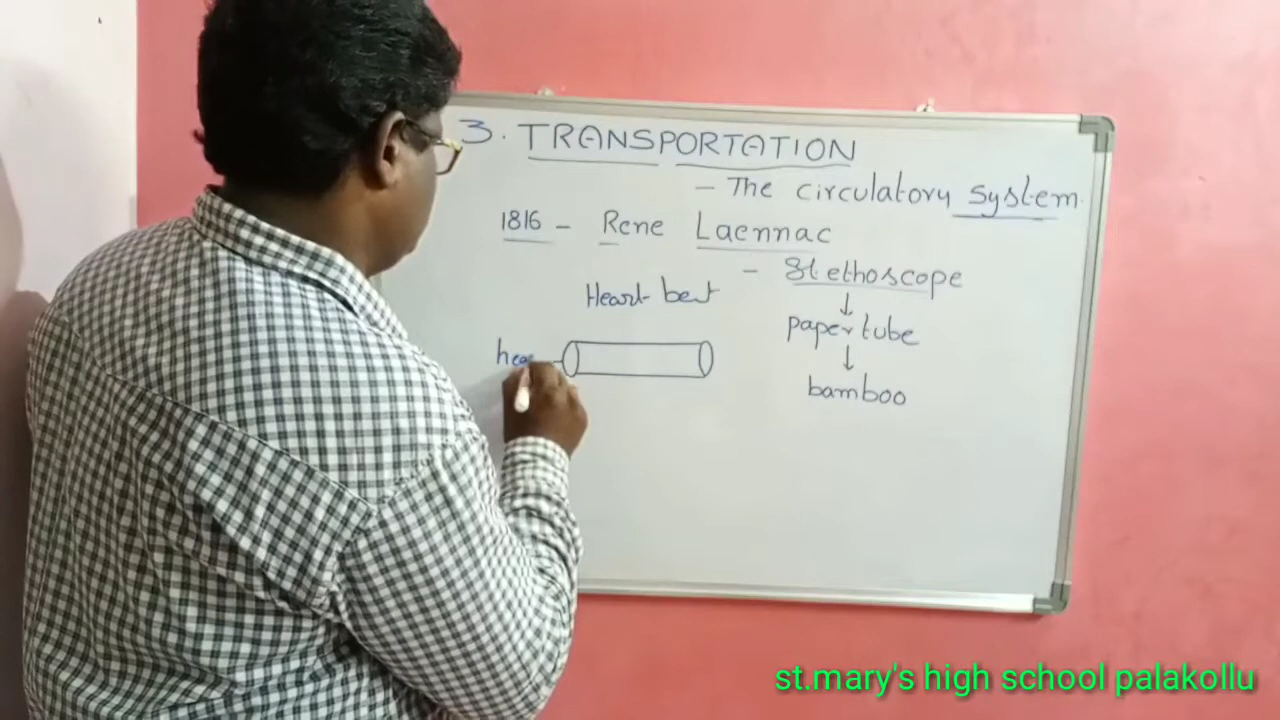 3. TRANSPORTATION
- The circulatory system.
1816 - Rene Laennac
- Stethoscope
Heart beat
↓
paper tube
hea
↓
bamboo
st.mary's high school palakollu